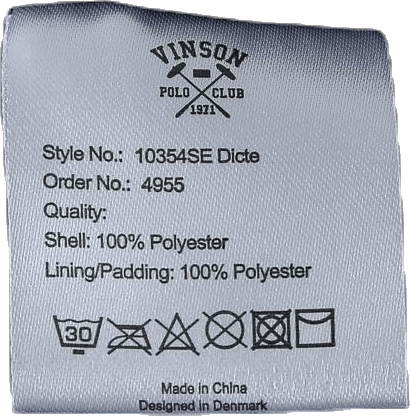 VINSON
POLO CLUB
1971
Style No.: 10354SE Dicte
Order No.: 4955
Quality:
Shell: 100% Polyester
Lining/Padding: 100% Polyester
30
Made in China
Designed in Denmark